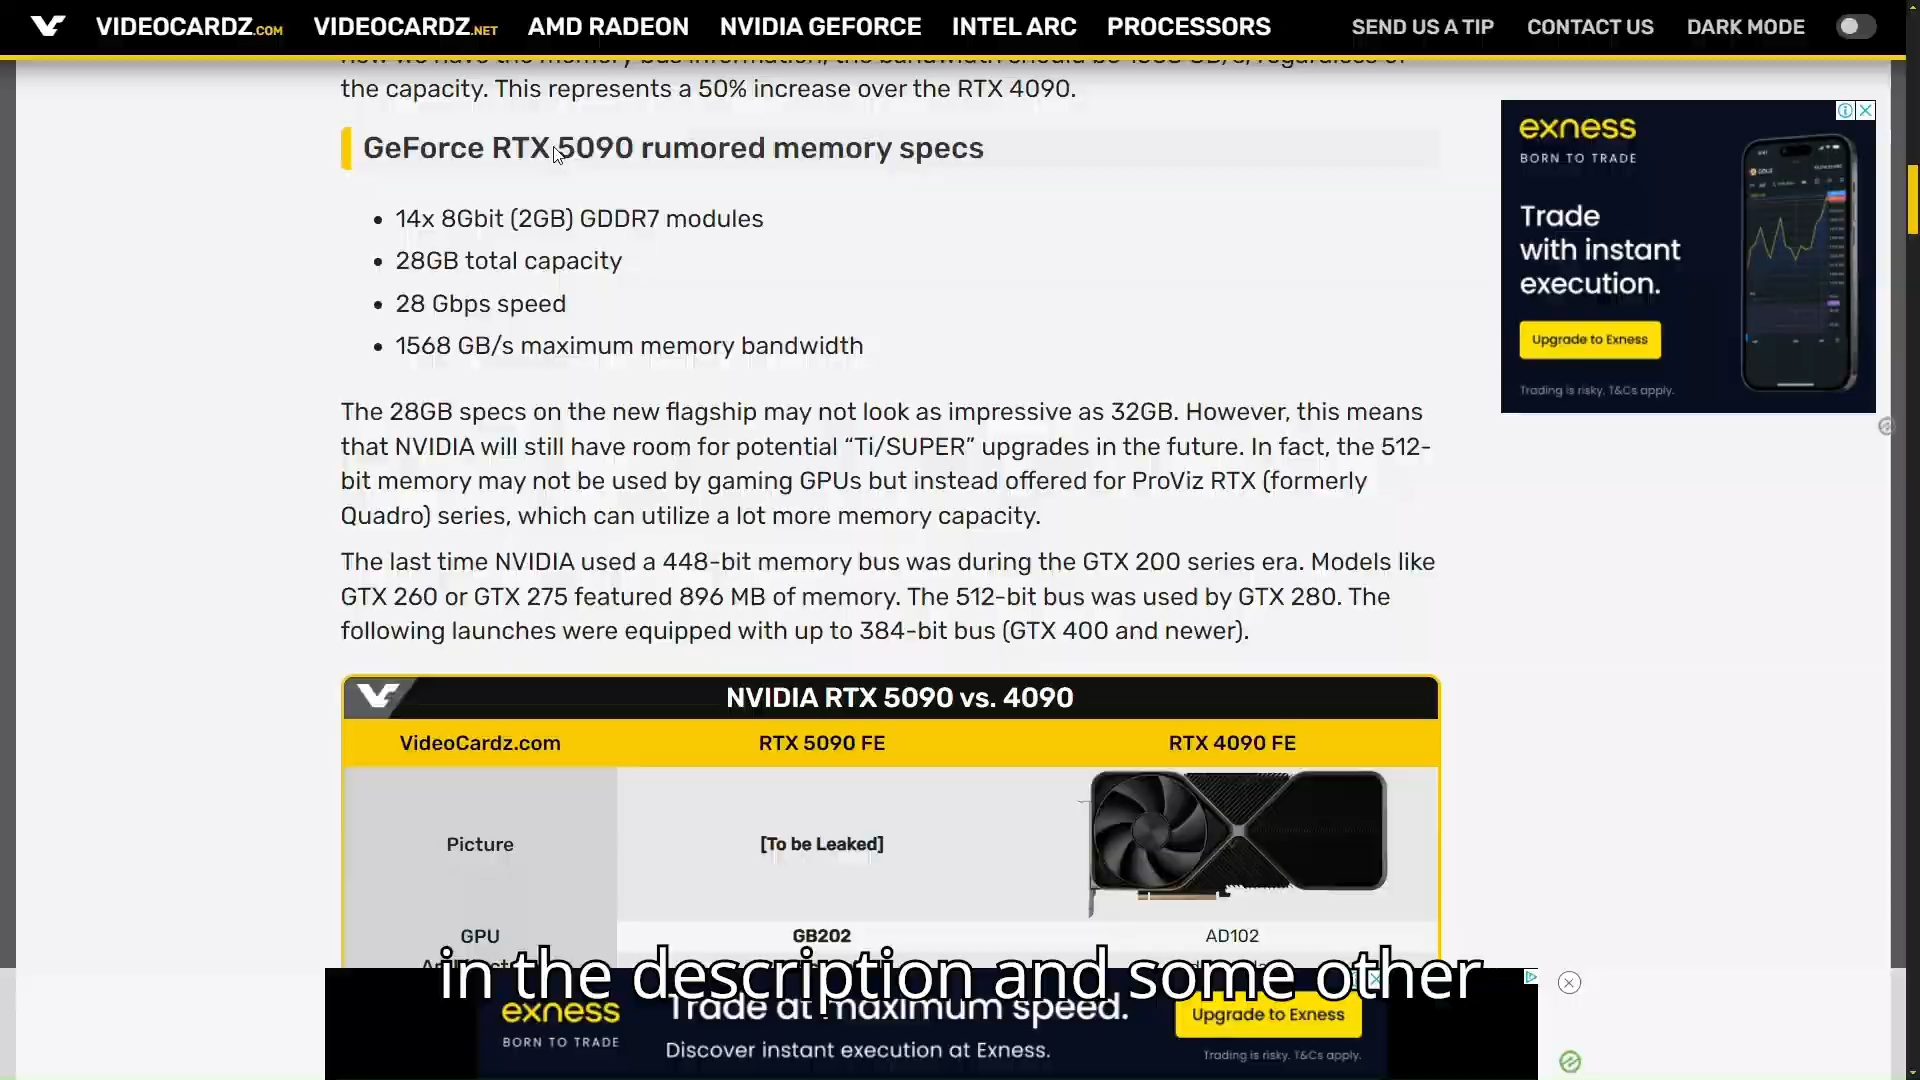 VIDEOCARDZ.COM VIDEOCARDZ.NET AMD RADEON NVIDIA GEFORCE INTEL ARC PROCESSORS SEND US A TIP CONTACT US DARK MODE
the capacity. This represents a 50% increase over the RTX 4090.
GeForce RTX 5090 rumored memory specs
• 14x 8Gbit (2GB) GDDR7 modules
• 28GB total capacity
• 28 Gbps speed
• 1568 GB/s maximum memory bandwidth
The 28GB specs on the new flagship may not look as impressive as 32GB. However, this means
that NVIDIA will still have room for potential “Ti/SUPER” upgrades in the future. In fact, the 512-
bit memory may not be used by gaming GPUs but instead offered for ProViz RTX (formerly
Quadro) series, which can utilize a lot more memory capacity.
The last time NVIDIA used a 448-bit memory bus was during the GTX 200 series era. Models like
GTX 260 or GTX 275 featured 896 MB of memory. The 512-bit bus was used by GTX 280. The
following launches were equipped with up to 384-bit bus (GTX 400 and newer).
NVIDIA RTX 5090 vs. 4090
VideoCardz.com RTX 5090 FE RTX 4090 FE
Picture [To be Leaked]
GPU GB202 AD102
exness
BORN TO TRADE
Trade
with instant
execution.
Upgrade to Exness
Trading is risky. T&Cs apply.
in the description and some other
exness
BORN TO TRADE
Trade at maximum speed.
Discover instant execution at Exness.
Upgrade to Exness
Trading is risky. T&Cs apply.